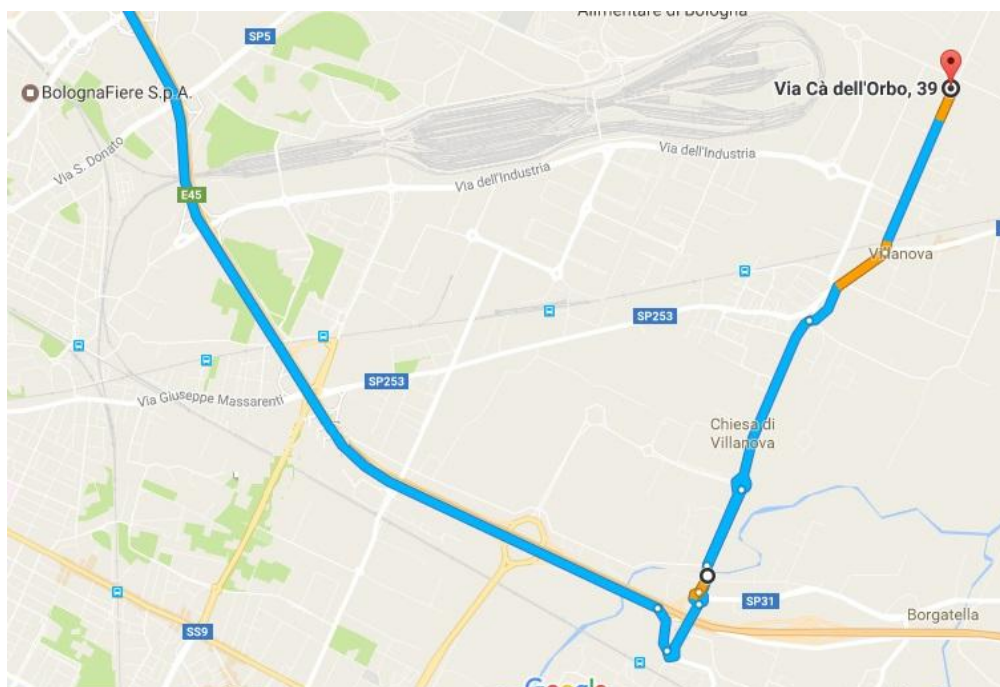 Alimentare di Bologna
SP5
BolognaFiere S.p.A.
Via Cà dell'Orbo, 39
Via S. Donato
Via dell'Industria
Via dell'Industria
E45
Villanova
SP253
SP253
Via Giuseppe Massarenti
Chiesa di
Villanova
SP31
Borgatella
SS9
Google